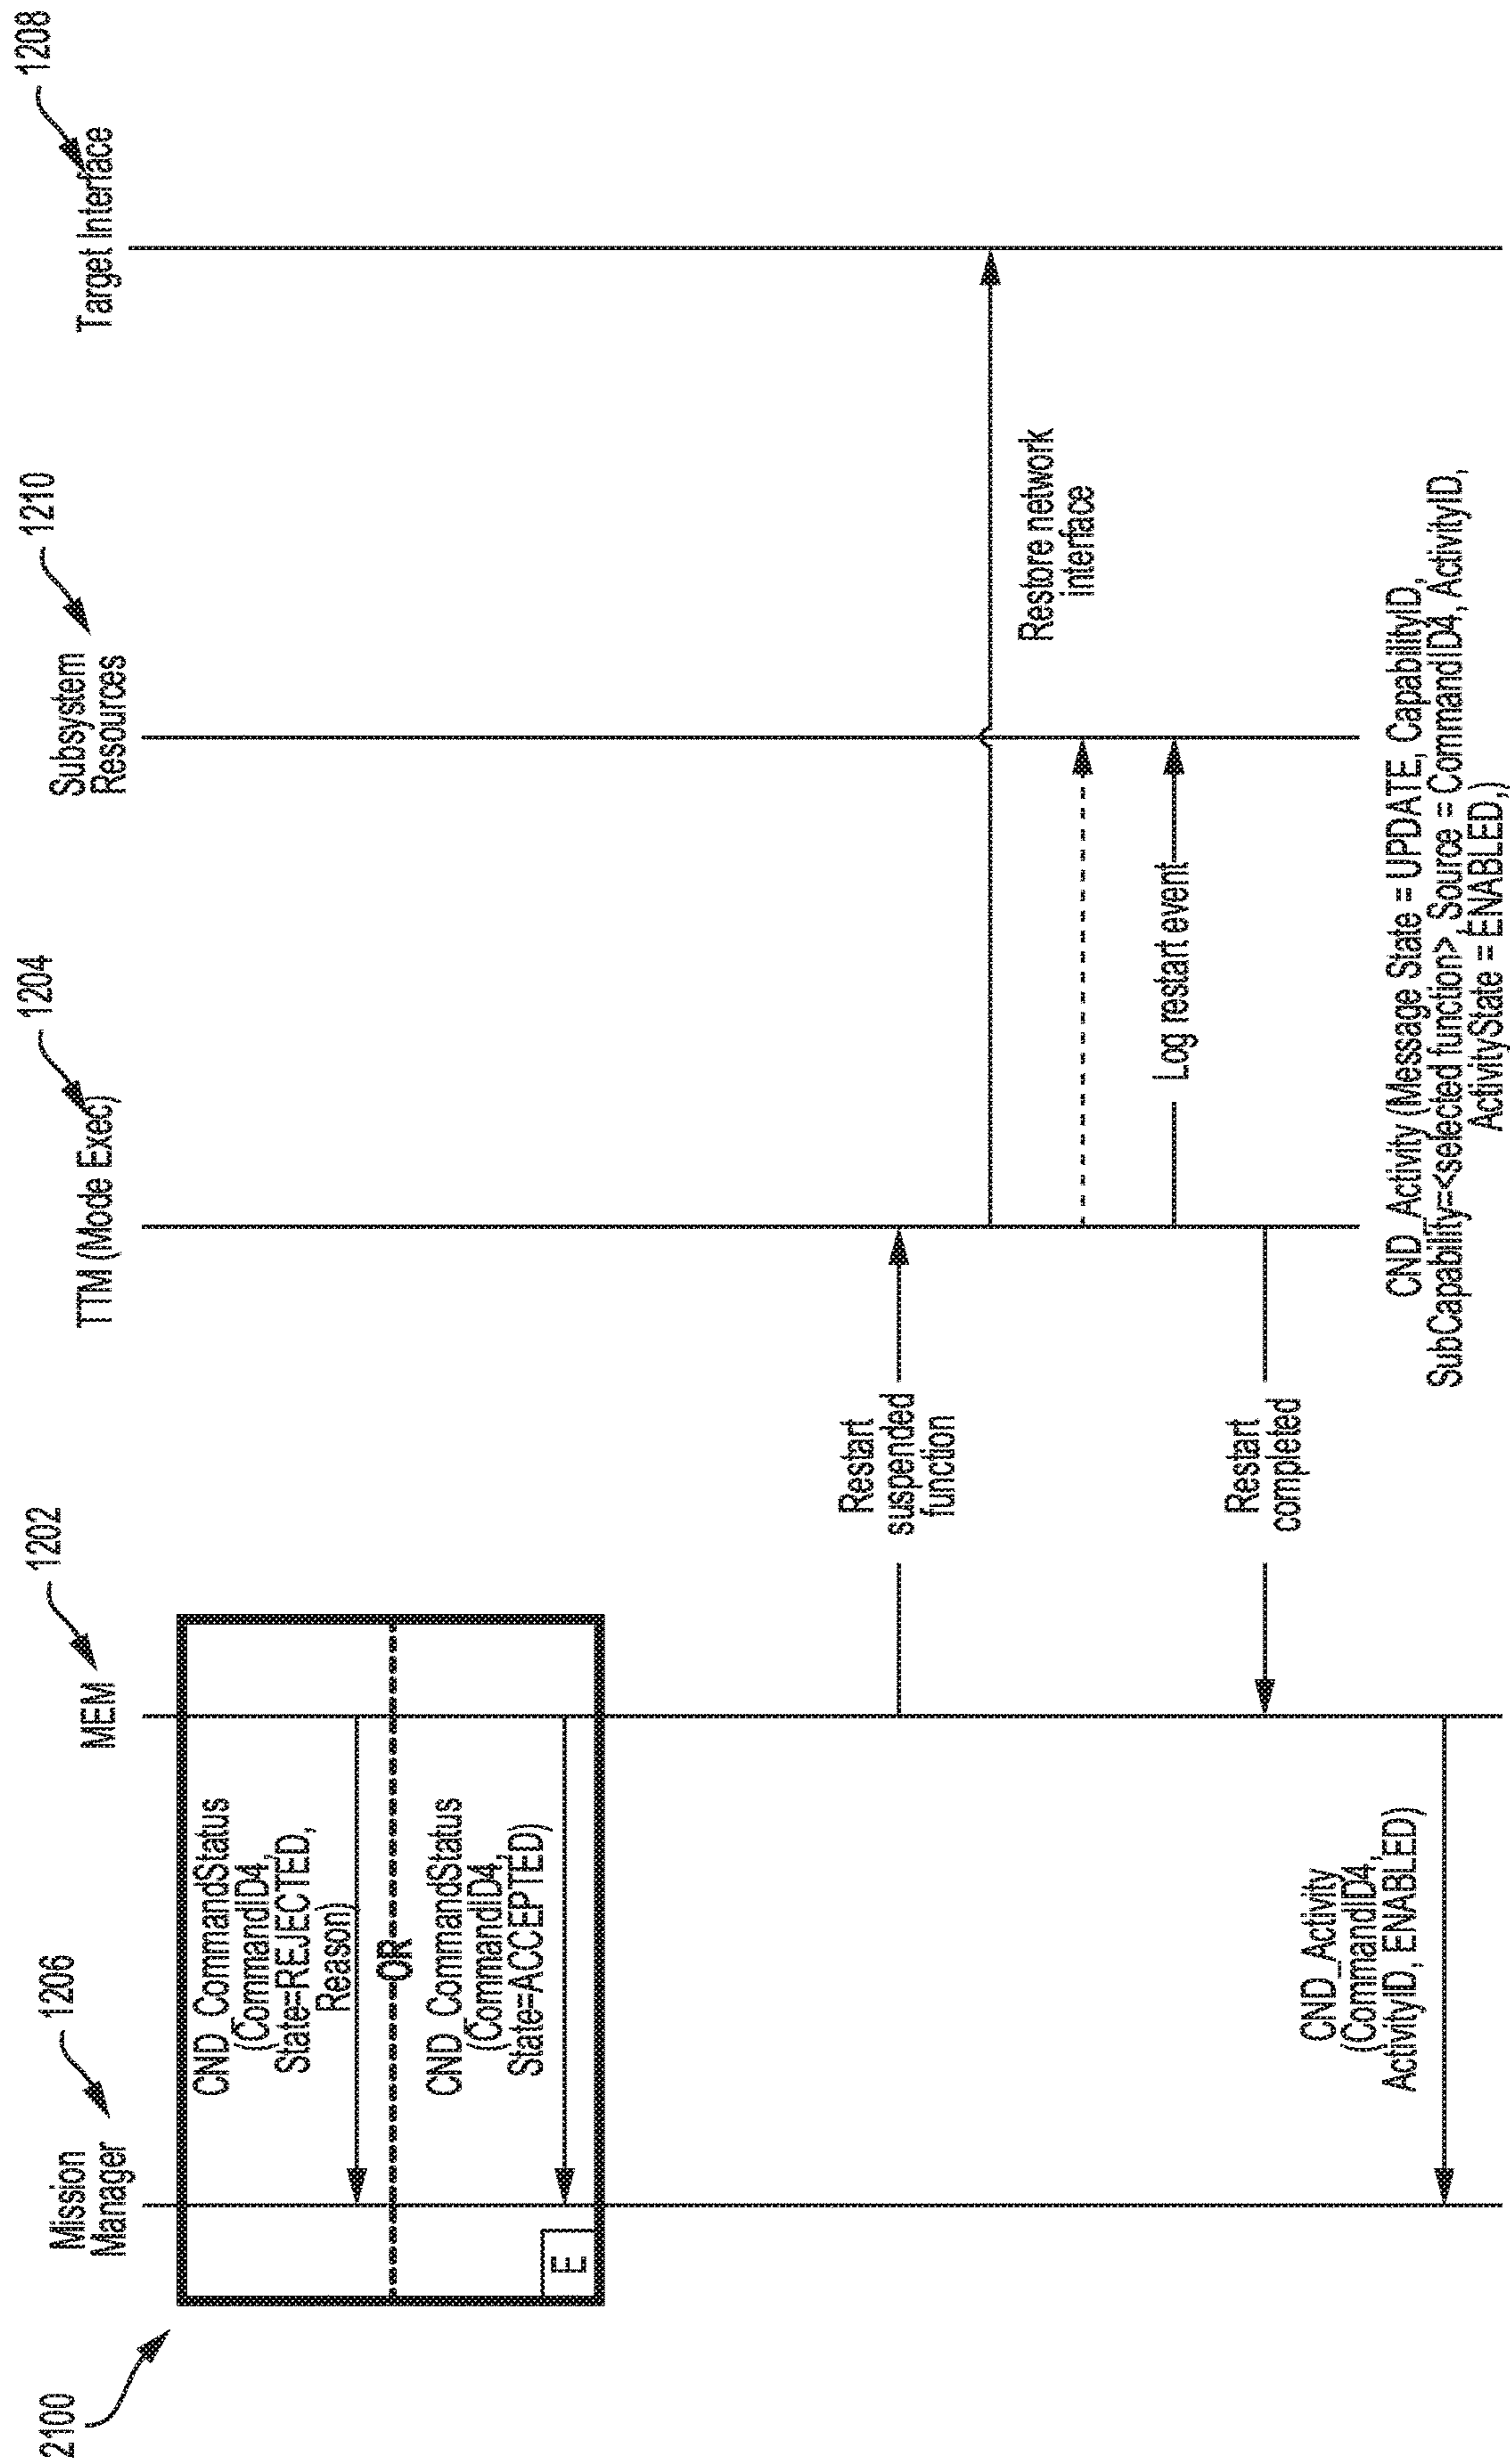 2100
Mission
Manager
1206
MEM
1202
TTM (Mode Exec)
1204
Subsystem
Resources
1210
Target Interface
1208
CND_CommandStatus
(CommandID4,
State=REJECTED,
Reason)
OR
CND_CommandStatus
(CommandID4,
State=ACCEPTED)
E
Restart
suspended
function
Restore network
interface
Log restart event
Restart
completed
CND_Activity
(CommandID4,
ActivityID, ENABLED)
CND_Activity (Message State = UPDATE, CapabilityID,
SubCapability=<selected function>, Source = CommandID4, ActivityID,
ActivityState = ENABLED,)